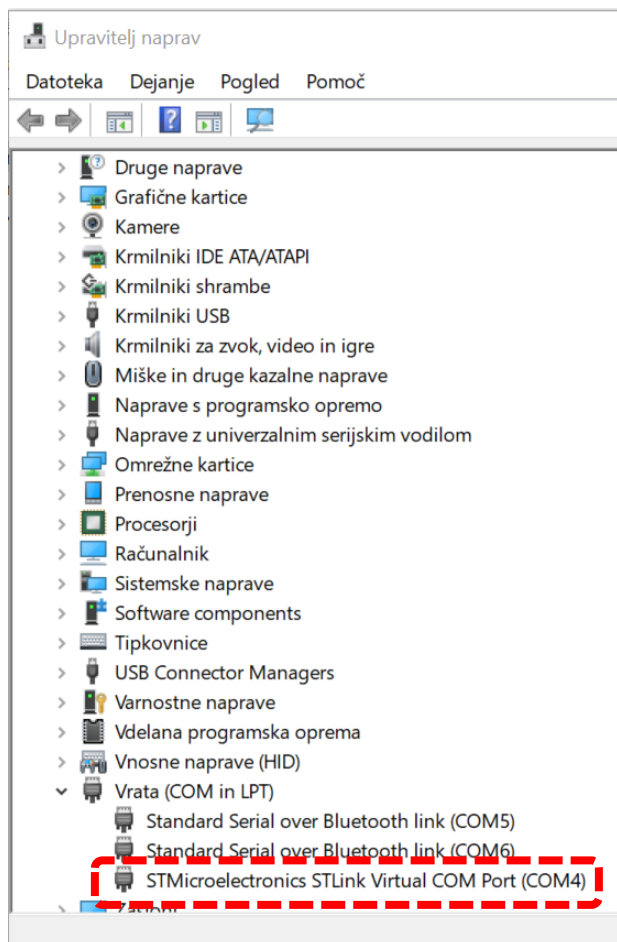 Upravitelj naprav
Datoteka Dejanje Pogled Pomoč
Druge naprave
Grafične kartice
Kamere
Krmilniki IDE ATA/ATAPI
Krmilniki shrambe
Krmilniki USB
Krmilniki za zvok, video in igre
Miške in druge kazalne naprave
Naprave s programsko opremo
Naprave z univerzalnim serijskim vodilom
Omrežne kartice
Prenosne naprave
Procesorji
Računalnik
Sistemske naprave
Software components
Tipkovnice
USB Connector Managers
Varnostne naprave
Vdelana programska oprema
Vnosne naprave (HID)
Vrata (COM in LPT)
Standard Serial over Bluetooth link (COM5)
Standard Serial over Bluetooth link (COM6)
STMicroelectronics STLink Virtual COM Port (COM4)
Zasloni